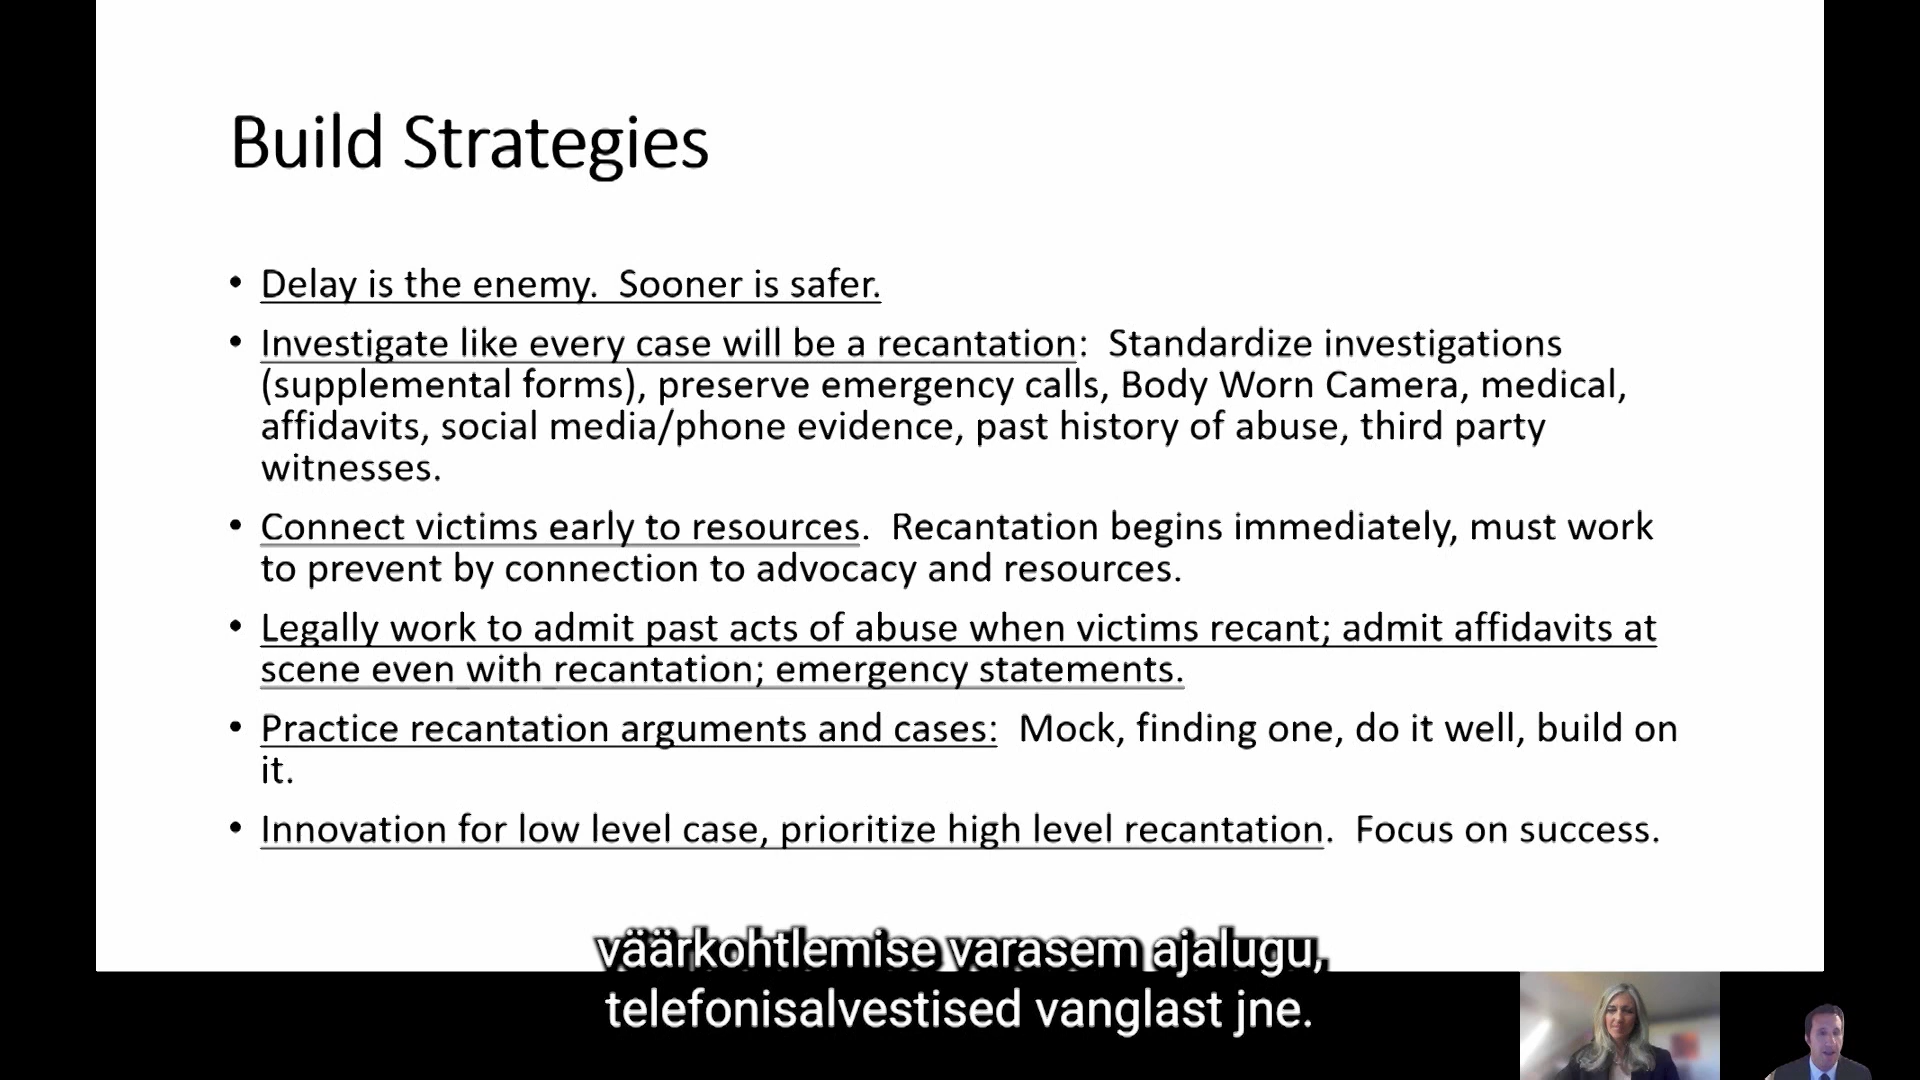 Build Strategies
• Delay is the enemy.  Sooner is safer.
• Investigate like every case will be a recantation:  Standardize investigations
(supplemental forms), preserve emergency calls, Body Worn Camera, medical,
affidavits, social media/phone evidence, past history of abuse, third party
witnesses.
• Connect victims early to resources.  Recantation begins immediately, must work
to prevent by connection to advocacy and resources.
• Legally work to admit past acts of abuse when victims recant; admit affidavits at
scene even with recantation; emergency statements.
• Practice recantation arguments and cases:  Mock, finding one, do it well, build on
it.
• Innovation for low level case, prioritize high level recantation.  Focus on success.
väärkohtlemise varasem ajalugu,
telefonisalvestised vanglast jne.